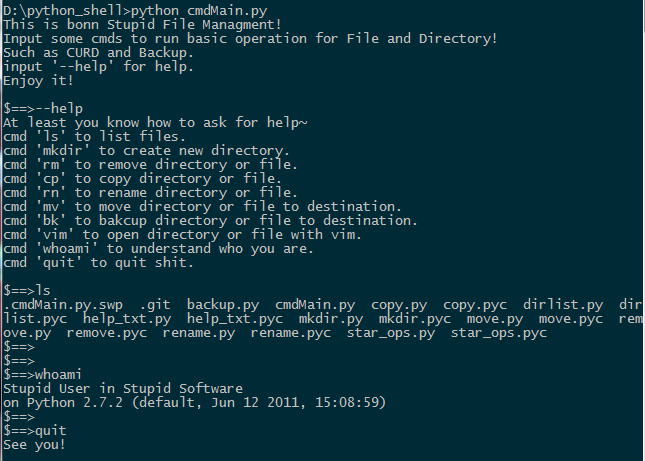 D:\python_shell>python cmdMain.py
This is bonn Stupid File Managment!
Input some cmds to run basic operation for File and Directory!
Such as CURD and Backup.
input '--help' for help.
Enjoy it!
$==>--help
At least you know how to ask for help~
cmd 'ls' to list files.
cmd 'mkdir' to create new directory.
cmd 'rm' to remove directory or file.
cmd 'cp' to copy directory or file.
cmd 'rn' to rename directory or file.
cmd 'mv' to move directory or file to destination.
cmd 'bk' to bakcup directory or file to destination.
cmd 'vim' to open directory or file with vim.
cmd 'whoami' to understand who you are.
cmd 'quit' to quit shit.
$==>ls
.cmdMain.py.swp  .git  backup.py  cmdMain.py  copy.py  copy.pyc  dirlist.py  dir
list.pyc  help_txt.py  help_txt.pyc  mkdir.py  mkdir.pyc  move.py  move.pyc  rem
ove.py  remove.pyc  rename.py  rename.pyc  star_ops.py  star_ops.pyc
$==>
$==>
$==>whoami
Stupid User in Stupid Software
on Python 2.7.2 (default, Jun 12 2011, 15:08:59)
$==>
$==>quit
See you!